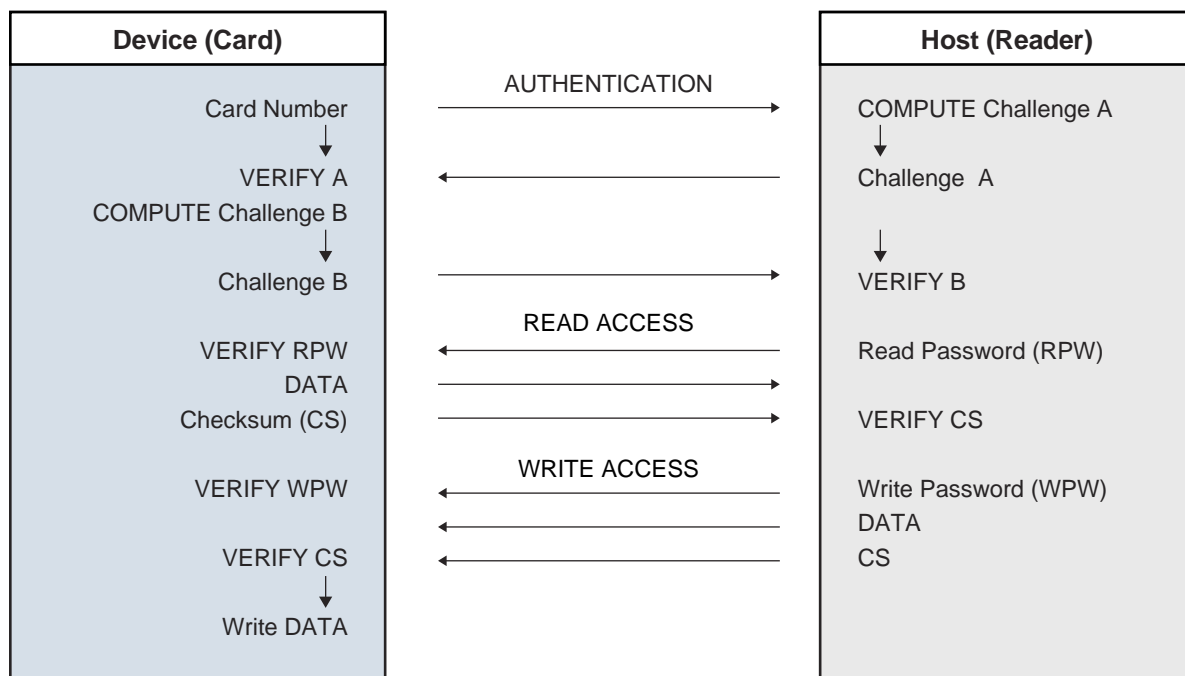 Device (Card)
Host (Reader)
AUTHENTICATION
Card Number
COMPUTE Challenge A
VERIFY A
Challenge A
COMPUTE Challenge B
Challenge B
VERIFY B
READ ACCESS
VERIFY RPW
Read Password (RPW)
DATA
Checksum (CS)
VERIFY CS
WRITE ACCESS
VERIFY WPW
Write Password (WPW)
DATA
VERIFY CS
CS
Write DATA